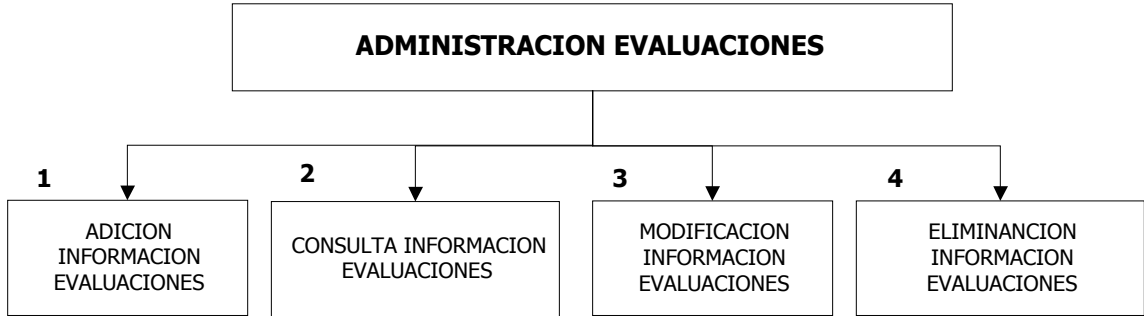 ADMINISTRACION EVALUACIONES
1
ADICION
INFORMACION
EVALUACIONES
2
CONSULTA INFORMACION
EVALUACIONES
3
MODIFICACION
INFORMACION
EVALUACIONES
4
ELIMINANCION
INFORMACION
EVALUACIONES